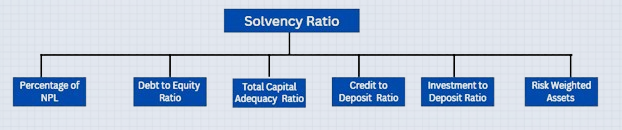 Solvency Ratio
Percentage of
NPL
Debt to Equity
Ratio
Total Capital
Adequacy Ratio
Credit to
Deposit Ratio
Investment to
Deposit Ratio
Risk Weighted
Assets